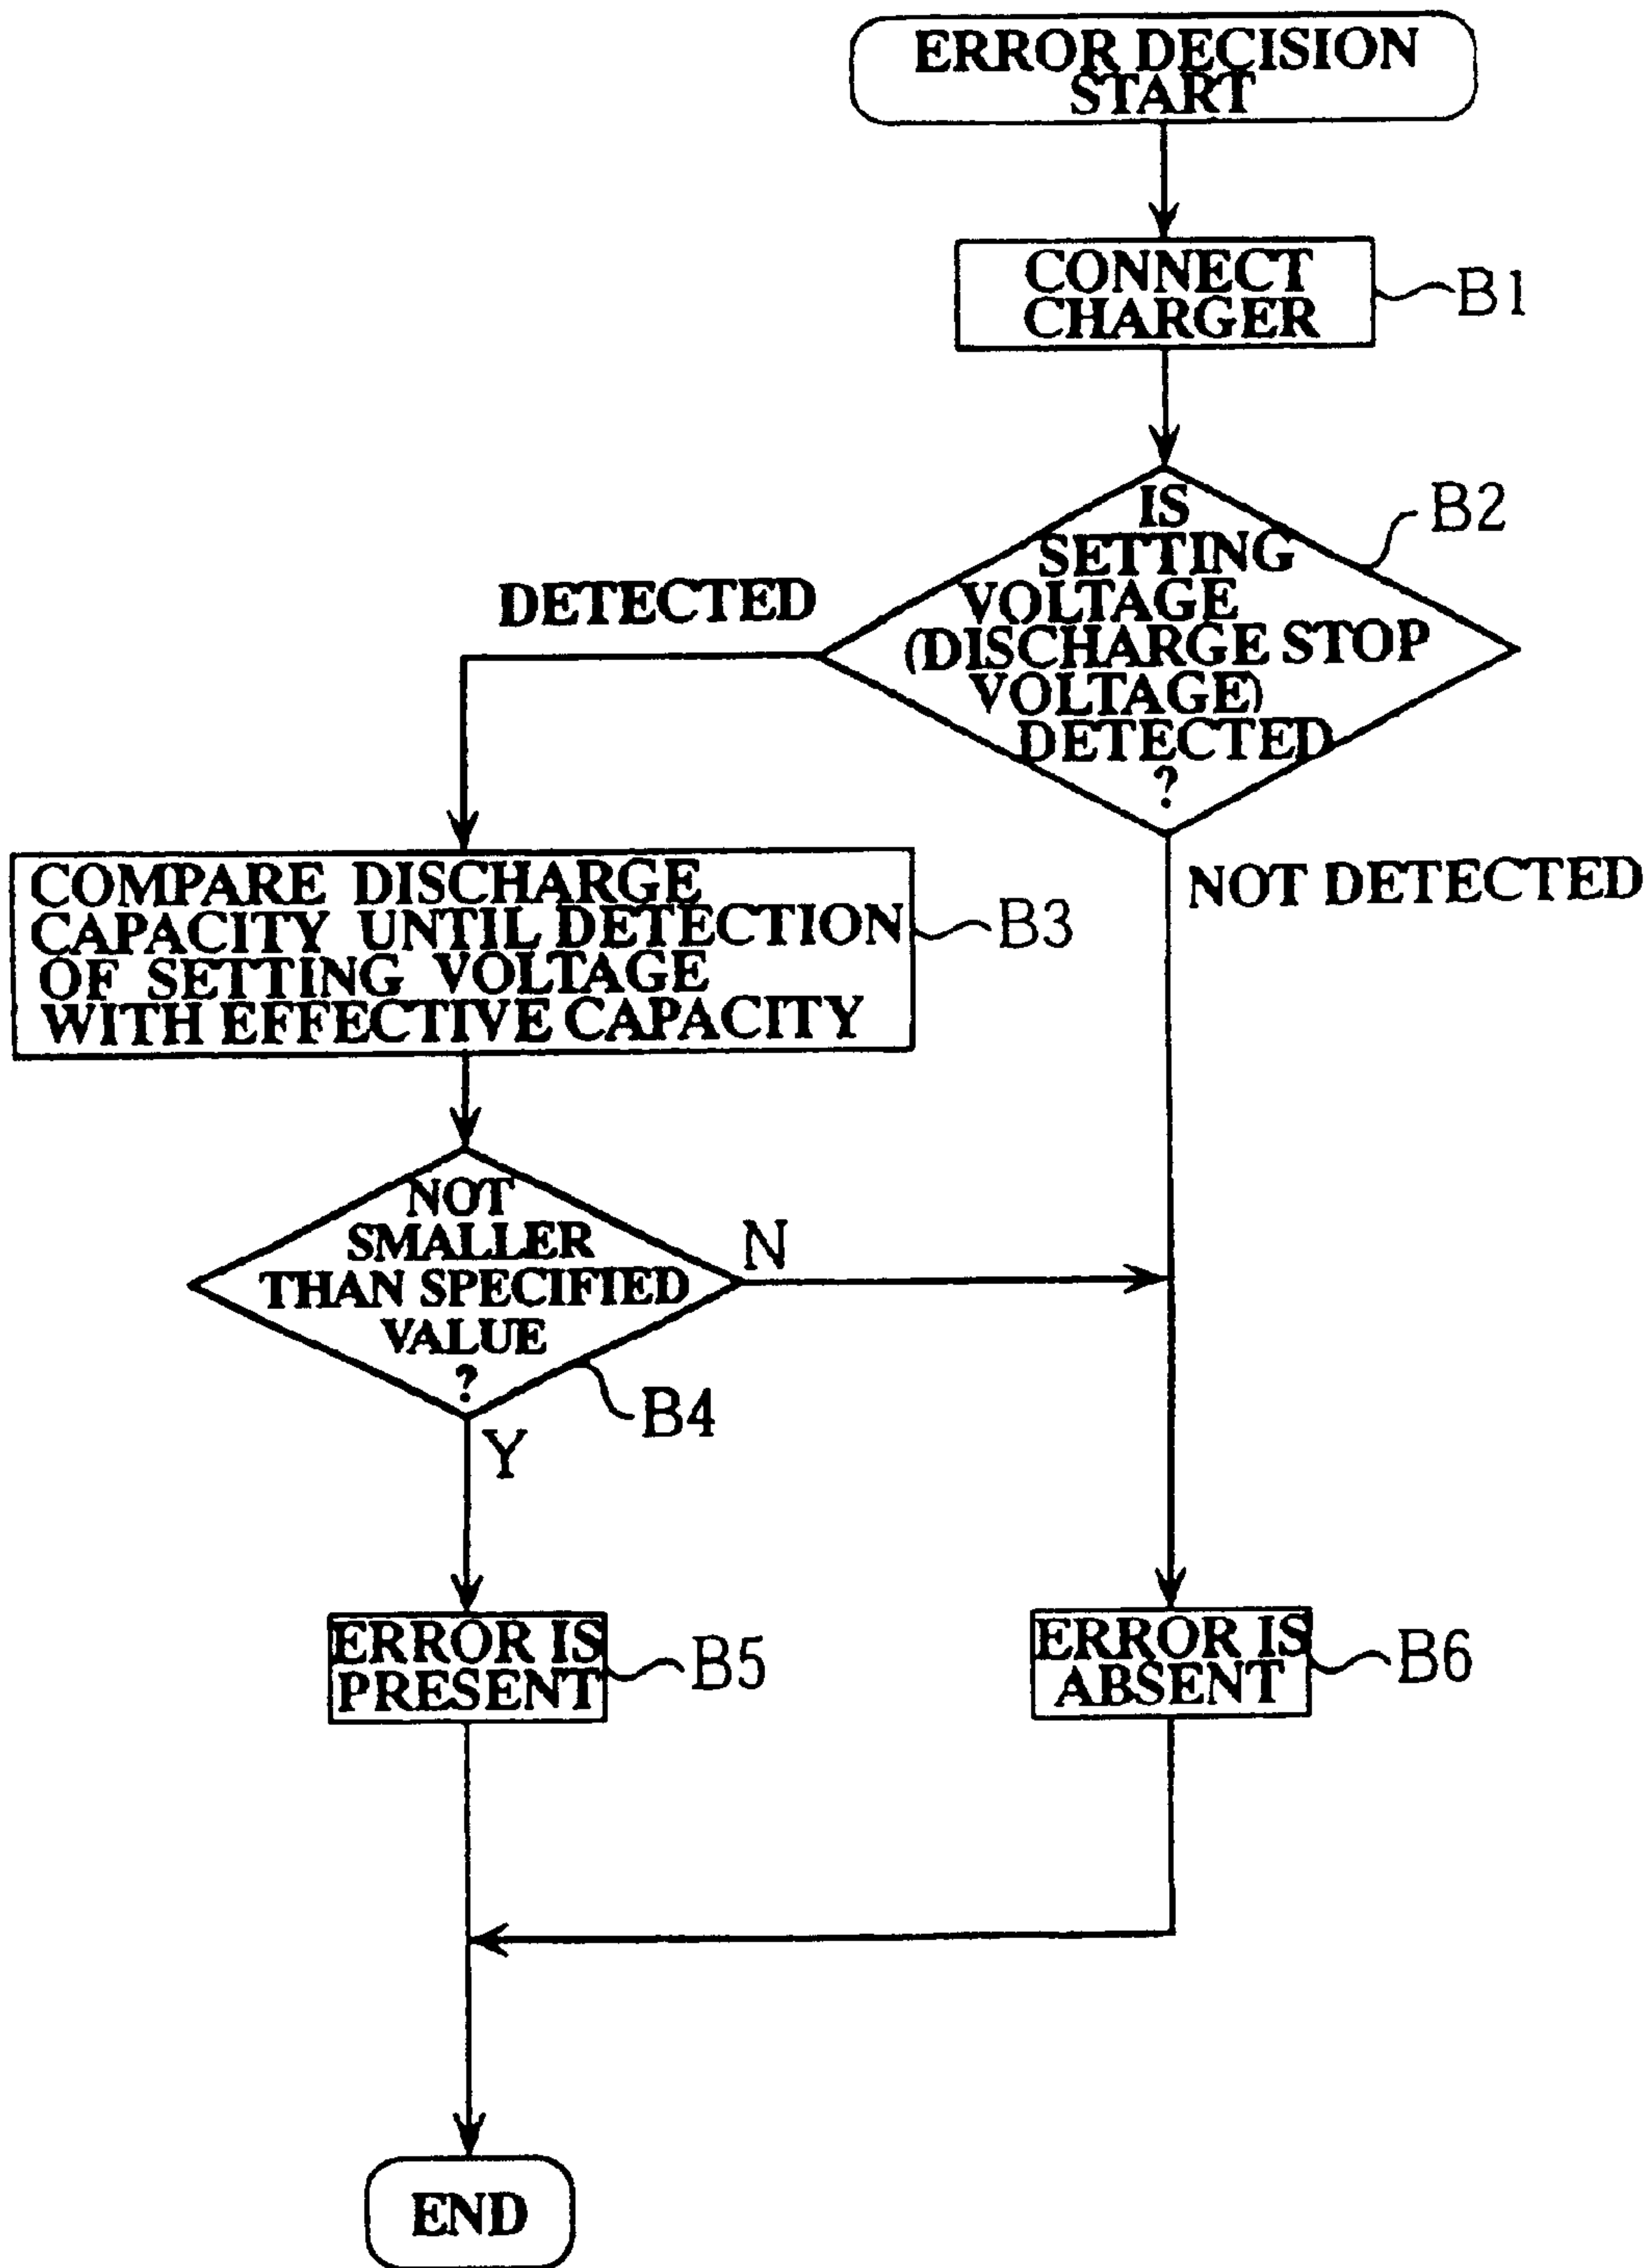 ERROR DECISION
START
CONNECT
CHARGER
B1
IS
SETTING
VOLTAGE
(DISCHARGE STOP
VOLTAGE)
DETECTED
?
B2
DETECTED
NOT DETECTED
COMPARE DISCHARGE
CAPACITY UNTIL DETECTION
OF SETTING VOLTAGE
WITH EFFECTIVE CAPACITY
B3
NOT
SMALLER
THAN SPECIFIED
VALUE
?
N
B4
Y
ERROR IS
PRESENT
B5
ERROR IS
ABSENT
B6
END